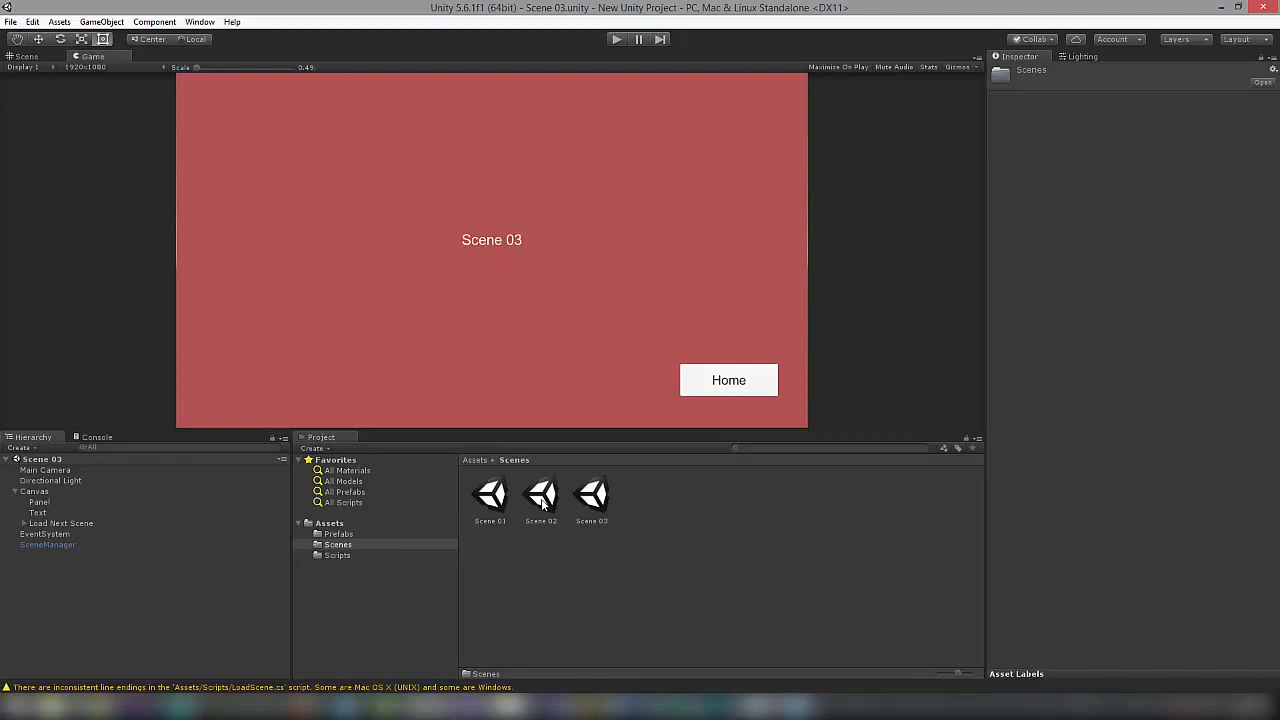 Unity 5.6.1f1 (64bit) - Scene 03.unity - New Unity Project - PC, Mac & Linux Standalone <DX11>
File Edit Assets GameObject Component Window Help
Center Local Collab Account Layers Layout
Scene Game Inspector Lighting
Display 1 1920x1080 Scale 0.49: Maximize On Play Mute Audio Stats Gizmos
Scenes
Open
Scene 03
Home
Hierarchy Console Project
Create All Create
Scene 03
Main Camera
Directional Light
Canvas
Panel
Text
Load Next Scene
EventSystem
SceneManager
Favorites
All Materials
All Models
All Prefabs
All Scripts
Assets
Prefabs
Scenes
Scripts
Assets Scenes
Scene 01 Scene 02 Scene 03
Scenes
Asset Labels
There are inconsistent line endings in the 'Assets/Scripts/LoadScene.cs' script. Some are Mac OS X (UNIX) and some are Windows.